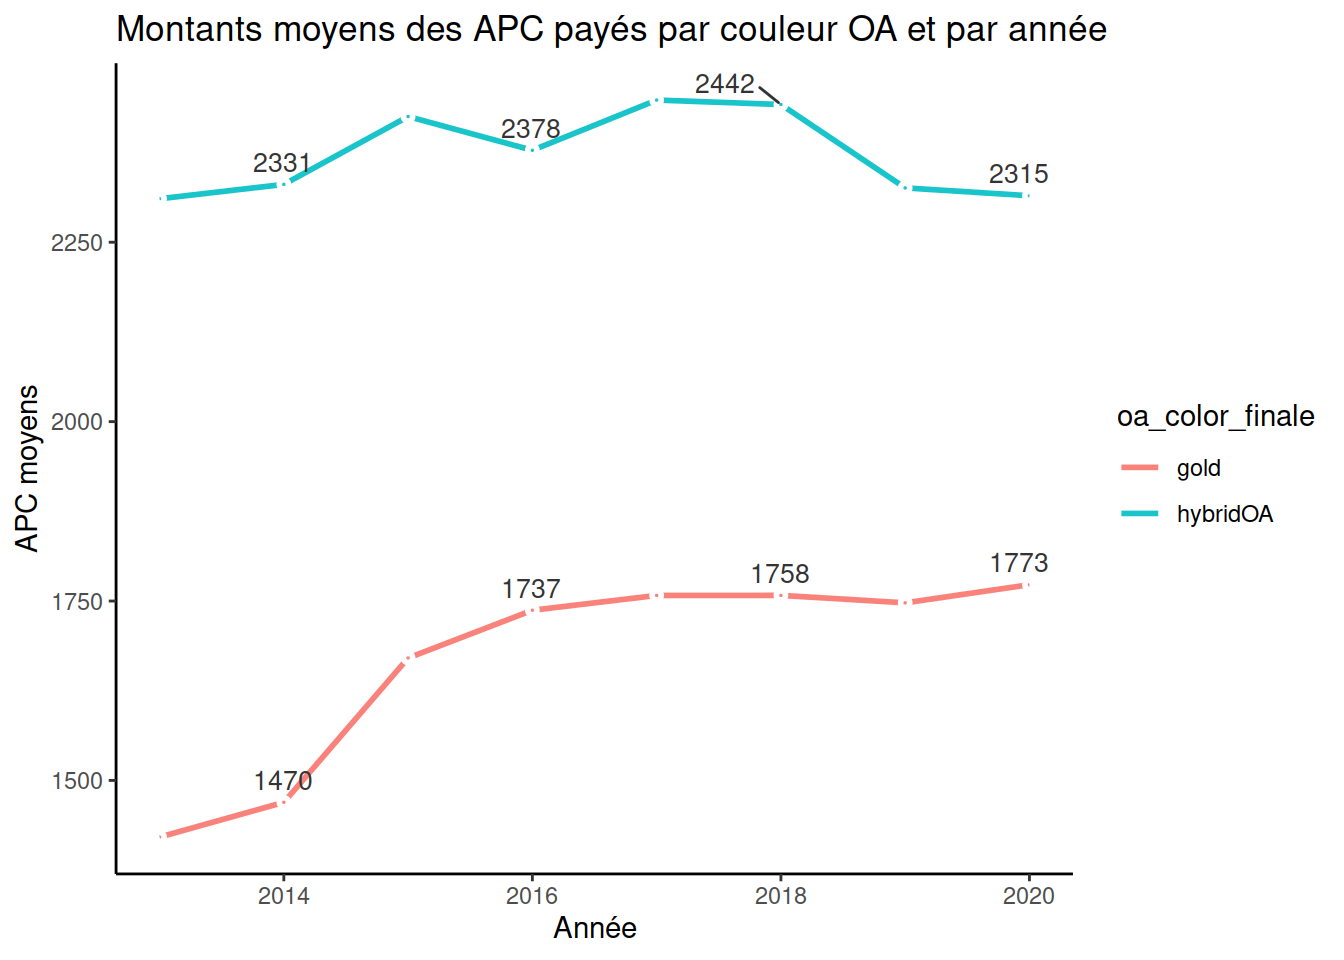 Montants moyens des APC payés par couleur OA et par année
2442
2378
2331
2315
2250
APC moyens
2000
oa_color_finale
gold
hybridOA
1773
1758
1737
1750
1470
1500
2014
2016
2018
2020
Année